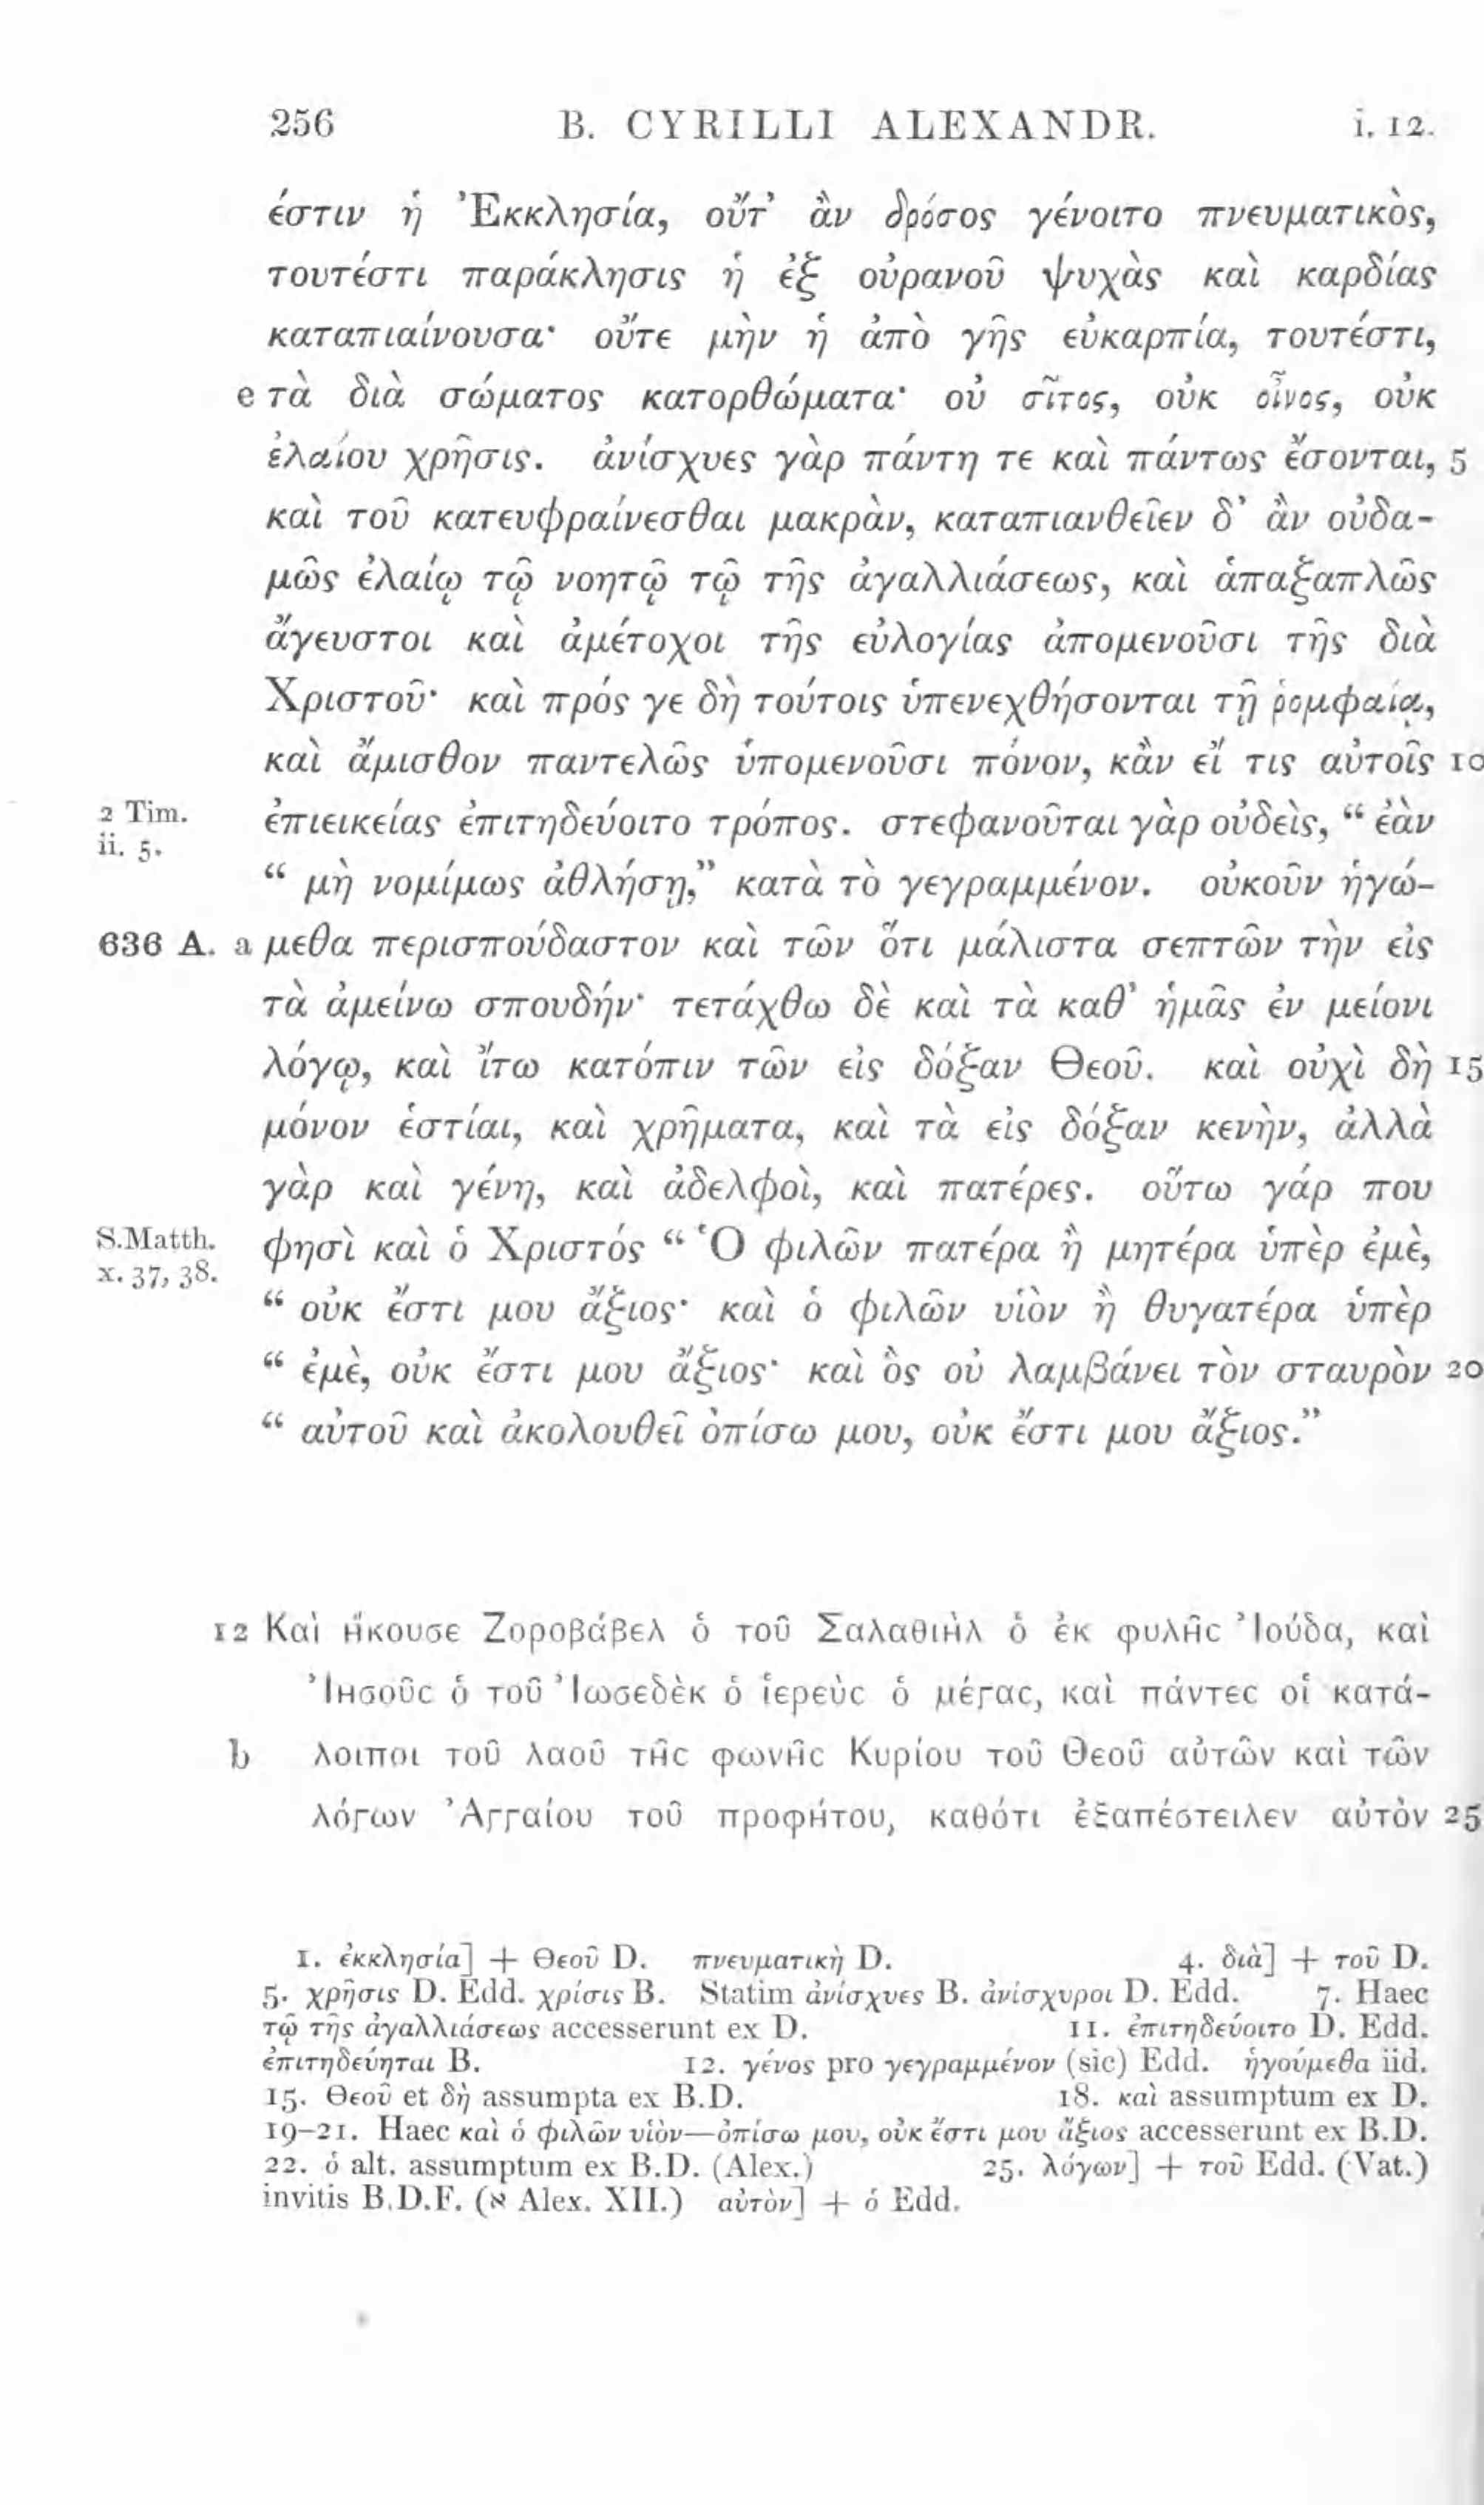 256 B. CYRILLI ALEXANDR. i. 12.
ἐστιν ἡ Ἐκκλησία, οὔτ’ ἂν δρόσος γένοιτο πνευματικὸς,
τουτέστι παράκλησις ἡ ἐξ οὐρανοῦ ψυχὰς καὶ καρδίας
καταπιαίνουσα· οὔτε μὴν ἡ ἀπὸ γῆς εὐκαρπία, τουτέστι,
e τὰ διὰ σώματος κατορθώματα· οὐ σῖτος, οὐκ οἶνος, οὐκ
ἐλαίου χρῆσις. ἀνίσχυες γὰρ πάντη τε καὶ πάντως ἔσονται, 5
καὶ τοῦ κατευφραίνεσθαι μακρὰν, καταπιανθεῖεν δ’ ἂν οὐδα-
μῶς ἐλαίῳ τῷ νοητῷ τῷ τῆς ἀγαλλιάσεως, καὶ ἁπαξαπλῶς
ἄγευστοι καὶ ἀμέτοχοι τῆς εὐλογίας ἀπομενοῦσι τῆς διὰ
Χριστοῦ· καὶ πρός γε δὴ τούτοις ὑπενεχθήσονται τῇ ῥομφαίᾳ,
καὶ ἄμισθον παντελῶς ὑπομενοῦσι πόνον, κἂν εἴ τις αὐτοῖς 10
2 Tim. ii. 5. ἐπιεικείας ἐπιτηδεύοιτο τρόπος. στεφανοῦται γὰρ οὐδεὶς, “ ἐὰν
“ μὴ νομίμως ἀθλήσῃ,” κατὰ τὸ γεγραμμένον. οὐκοῦν ἡγώ-
636 A. a μεθα περισπούδαστον καὶ τῶν ὅτι μάλιστα σεπτῶν τὴν εἰς
τὰ ἀμείνω σπουδήν· τετάχθω δὲ καὶ τὰ καθ’ ἡμᾶς ἐν μείονι
λόγῳ, καὶ ἴτω κατόπιν τῶν εἰς δόξαν Θεοῦ. καὶ οὐχὶ δὴ 15
μόνον ἑστίαι, καὶ χρῆματα, καὶ τὰ εἰς δόξαν κενὴν, ἀλλὰ
γὰρ καὶ γένη, καὶ ἀδελφοὶ, καὶ πατέρες. οὕτω γάρ που
S.Matth. x. 37, 38. φησὶ καὶ ὁ Χριστός “ Ὁ φιλῶν πατέρα ἢ μητέρα ὑπὲρ ἐμὲ,
“ οὐκ ἔστι μου ἄξιος· καὶ ὁ φιλῶν υἱὸν ἢ θυγατέρα ὑπὲρ
“ ἐμὲ, οὐκ ἔστι μου ἄξιος· καὶ ὃς οὐ λαμβάνει τὸν σταυρὸν 20
“ αὐτοῦ καὶ ἀκολουθεῖ ὀπίσω μου, οὐκ ἔστι μου ἄξιος.”
12 Καὶ ἤκουσε Ζοροβάβελ ὁ τοῦ Σαλαθιὴλ ὁ ἐκ φυλῆς Ἰούδα, καὶ
Ἰησοῦς ὁ τοῦ Ἰωσεδὲκ ὁ ἱερεὺς ὁ μέγας, καὶ πάντες οἱ κατά-
b λοιποι τοῦ λαοῦ τῆς φωνῆς Κυρίου τοῦ Θεοῦ αὐτῶν καὶ τῶν
λόγων Ἀγγαίου τοῦ προφήτου, καθότι ἐξαπέστειλεν αὐτὸν 25
1. ἐκκλησία] + Θεοῦ D. πνευματικὴ D. 4. διὰ] + τοῦ D.
5. χρῆσις D. Edd. χρίσις B. Statim ἀνίσχυες B. ἀνίσχυροι D. Edd. 7. Haec
τῷ τῆς ἀγαλλιάσεως accesserunt ex D. 11. ἐπιτηδεύοιτο D. Edd.
ἐπιτηδεύηται B. 12. γένος pro γεγραμμένον (sic) Edd. ἡγούμεθα iid.
15. Θεοῦ et δὴ assumpta ex B.D. 18. καὶ assumptum ex D.
19–21. Haec καὶ ὁ φιλῶν υἱὸν—ὀπίσω μου, οὐκ ἔστι μου ἄξιος accesserunt ex B.D.
22. ὁ alt. assumptum ex B.D. (Alex.) 25. λόγων] + τοῦ Edd. (Vat.)
invitis B.D.F. (א Alex. XII.) αὐτὸν] + ὁ Edd.